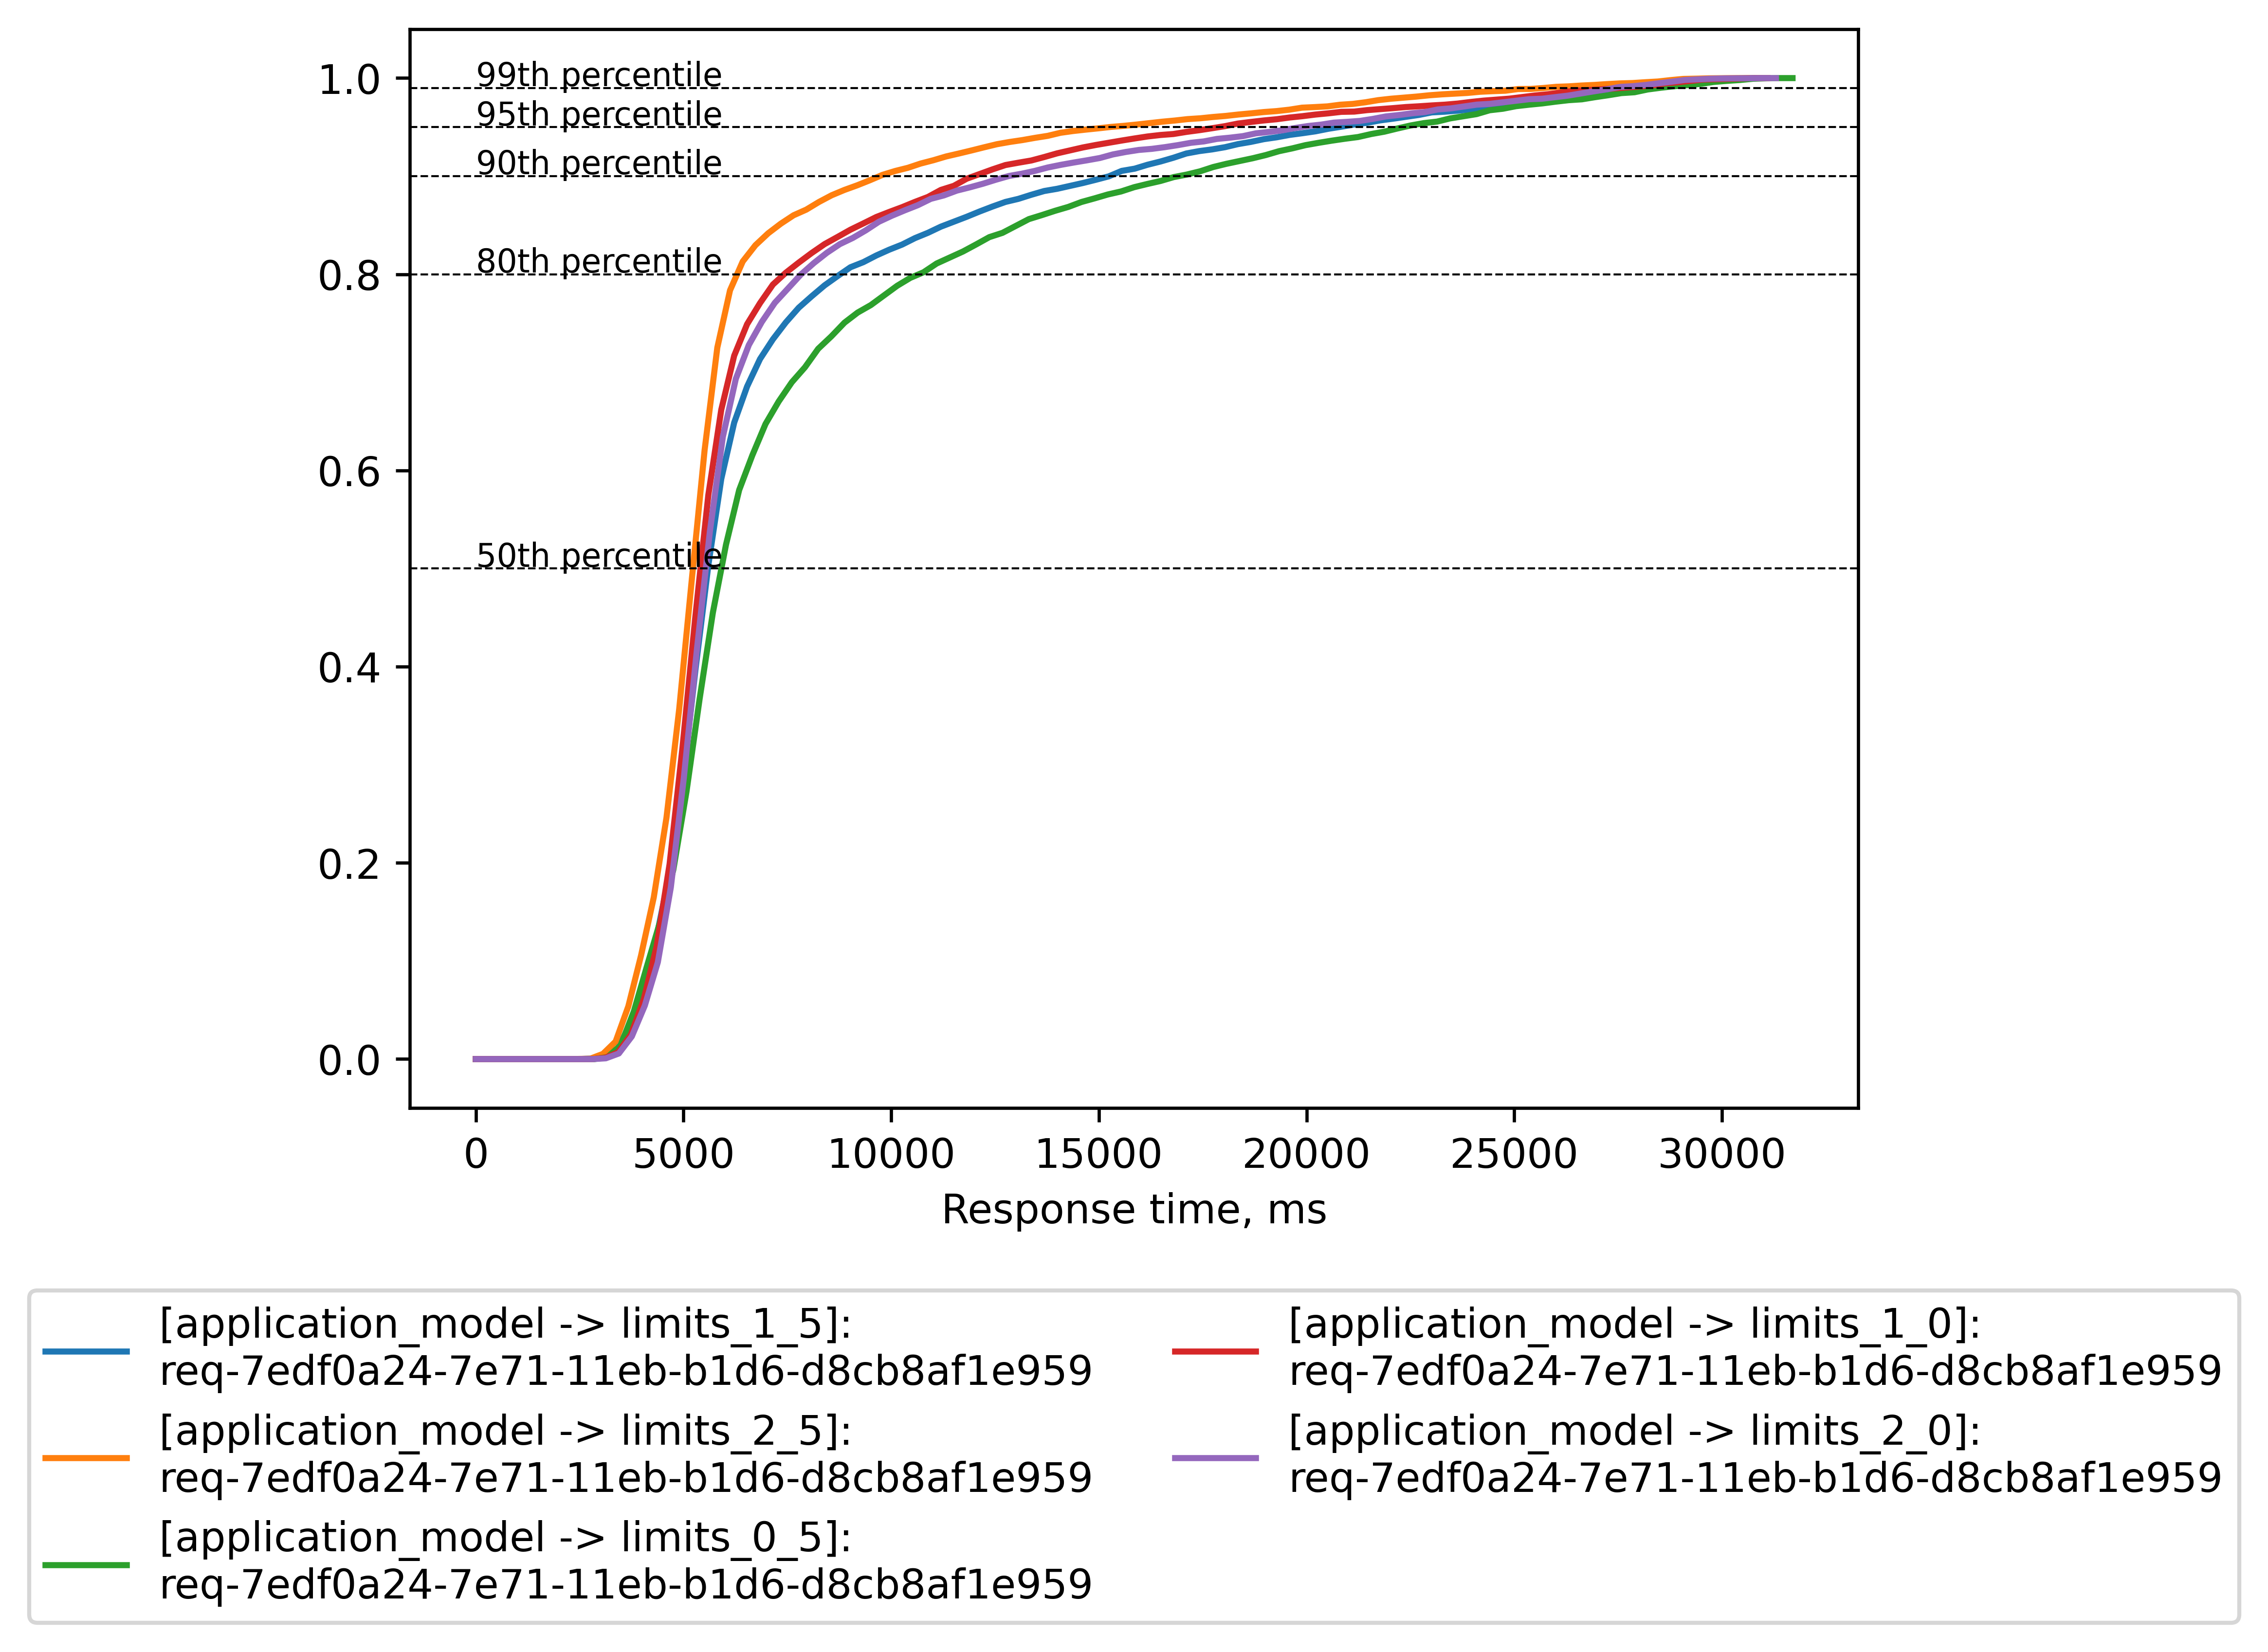 1.0
0.8
0.6
0.4
0.2
0.0
99th percentile
95th percentile
90th percentile
80th percentile
50th percentile
0
5000
10000
15000
20000
25000
30000
Response time, ms
[application_model -> limits_1_5]:
req-7edf0a24-7e71-11eb-b1d6-d8cb8af1e959
[application_model -> limits_2_5]:
req-7edf0a24-7e71-11eb-b1d6-d8cb8af1e959
[application_model -> limits_0_5]:
req-7edf0a24-7e71-11eb-b1d6-d8cb8af1e959
[application_model -> limits_1_0]:
req-7edf0a24-7e71-11eb-b1d6-d8cb8af1e959
[application_model -> limits_2_0]:
req-7edf0a24-7e71-11eb-b1d6-d8cb8af1e959